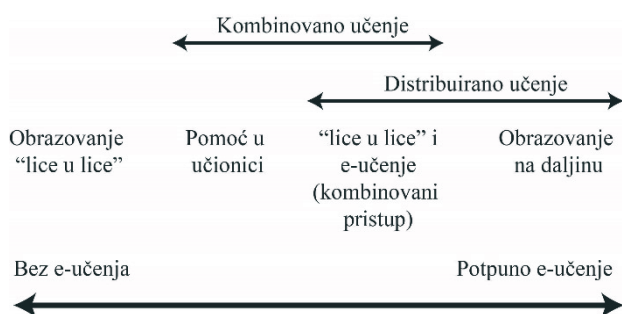 Kombinovano učenje
Distribuirano učenje
Obrazovanje
“lice u lice”
Pomoć u
učionici
“lice u lice” i
e-učenje
(kombinovani
pristup)
Obrazovanje
na daljinu
Bez e-učenja
Potpuno e-učenje